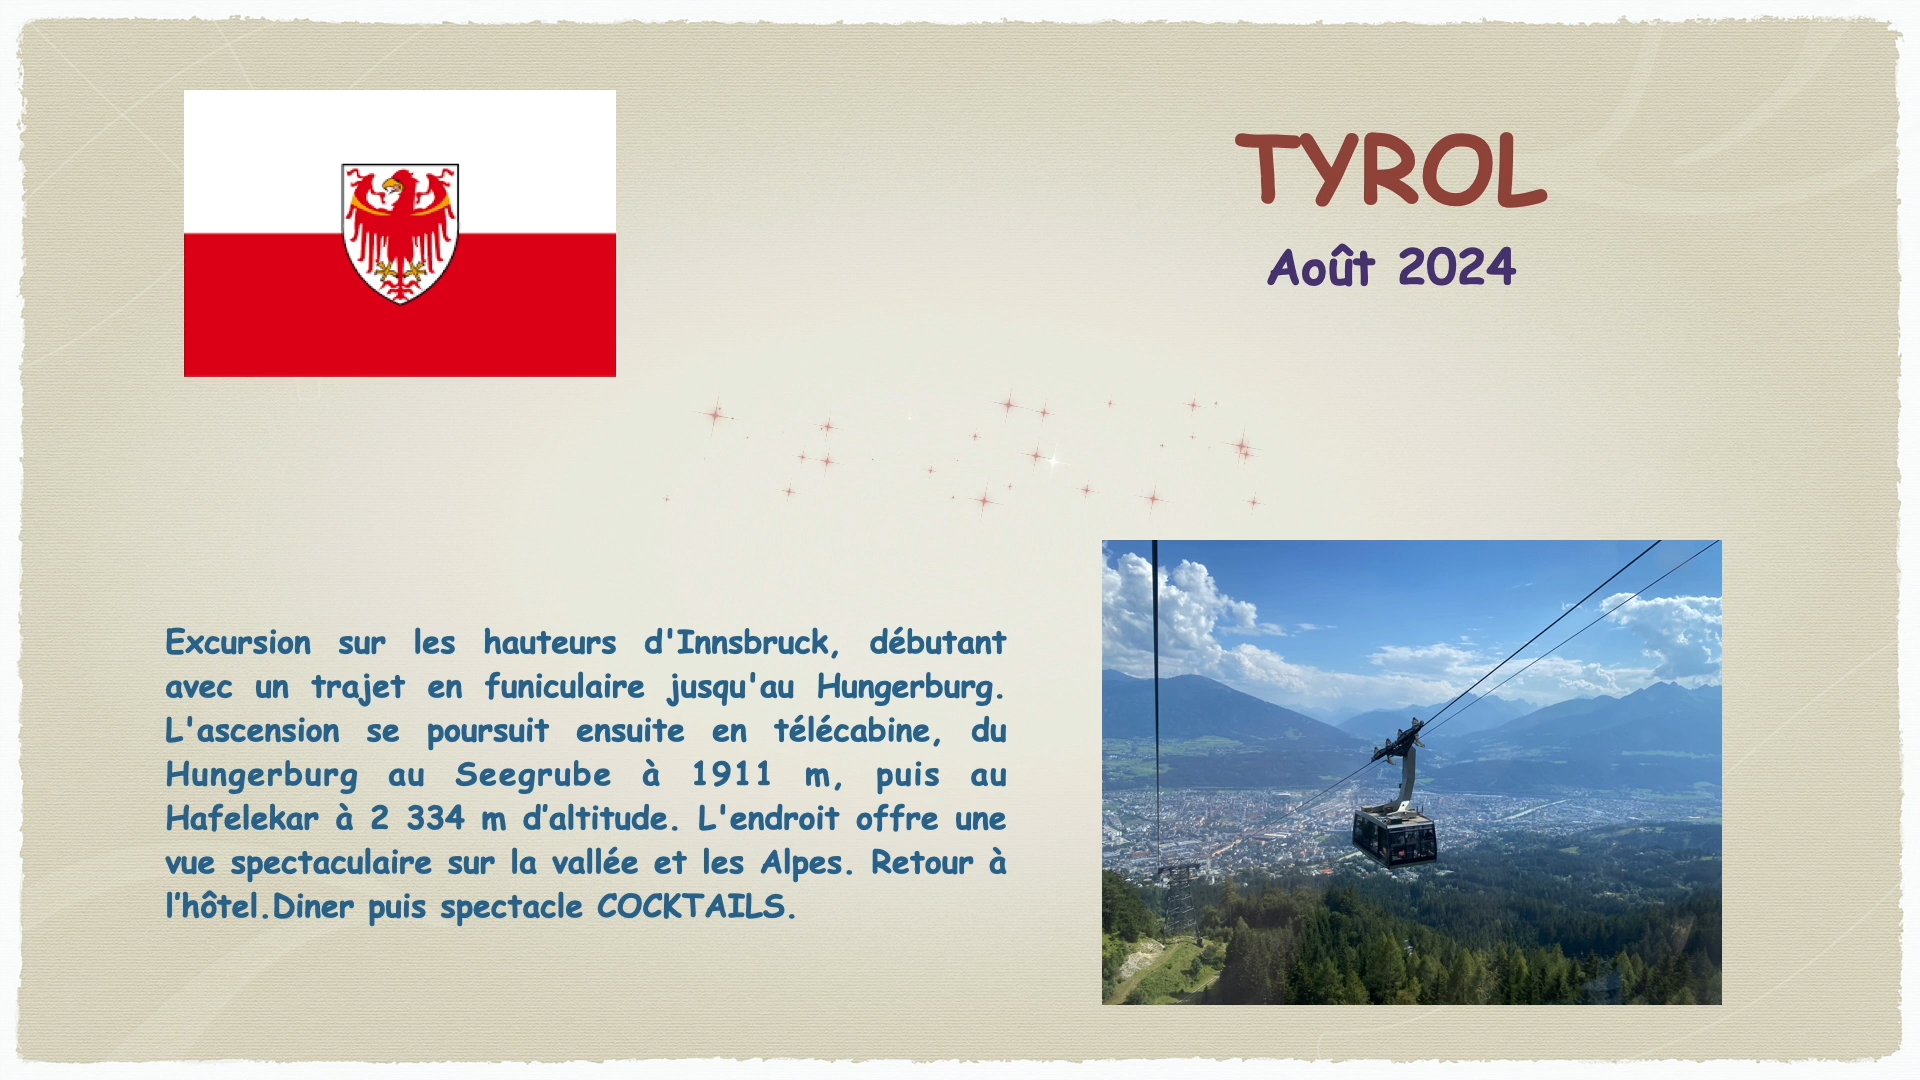 TYROL
Août 2024
Excursion sur les hauteurs d'Innsbruck, débutant
avec un trajet en funiculaire jusqu'au Hungerburg.
L'ascension se poursuit ensuite en télécabine, du
Hungerburg au Seegrube à 1911 m, puis au
Hafelekar à 2 334 m d’altitude. L'endroit offre une
vue spectaculaire sur la vallée et les Alpes. Retour à
l’hôtel.Diner puis spectacle COCKTAILS.